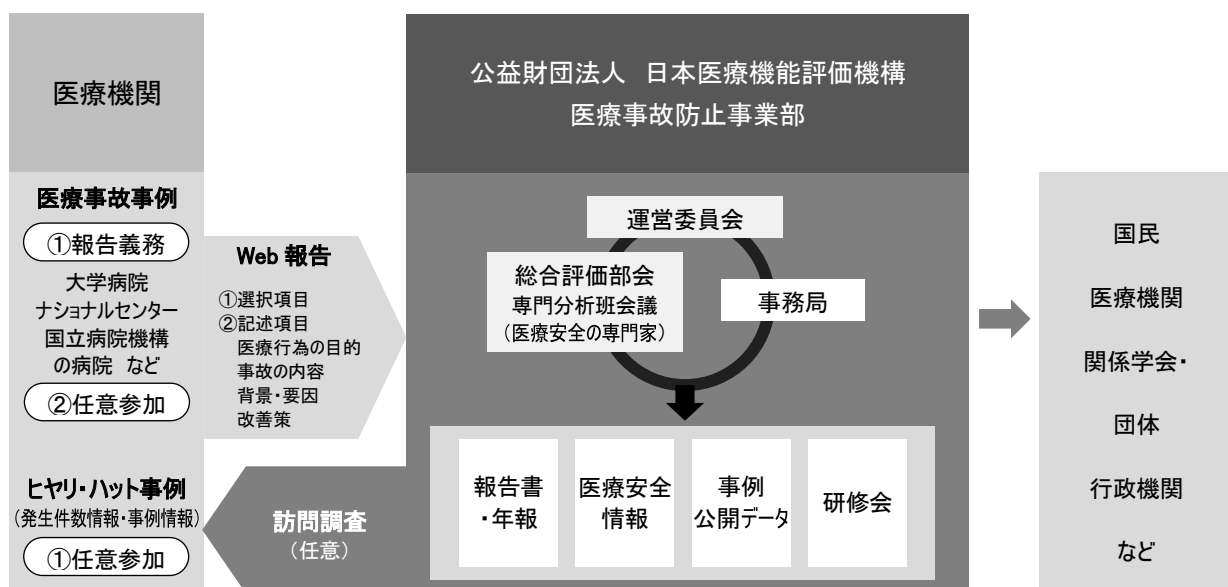 医療機関
医療事故事例
①報告義務
大学病院
ナショナルセンター
国立病院機構
の病院 など
②任意参加
ヒヤリ・ハット事例
(発生件数情報・事例情報)
①任意参加
Web 報告
①選択項目
②記述項目
医療行為の目的
事故の内容
背景・要因
改善策
訪問調査
(任意)
公益財団法人 日本医療機能評価機構
医療事故防止事業部
運営委員会
総合評価部会
専門分析班会議
(医療安全の専門家)
事務局
報告書
・年報
医療安全
情報
事例
公開データ
研修会
国民
医療機関
関係学会・
団体
行政機関
など